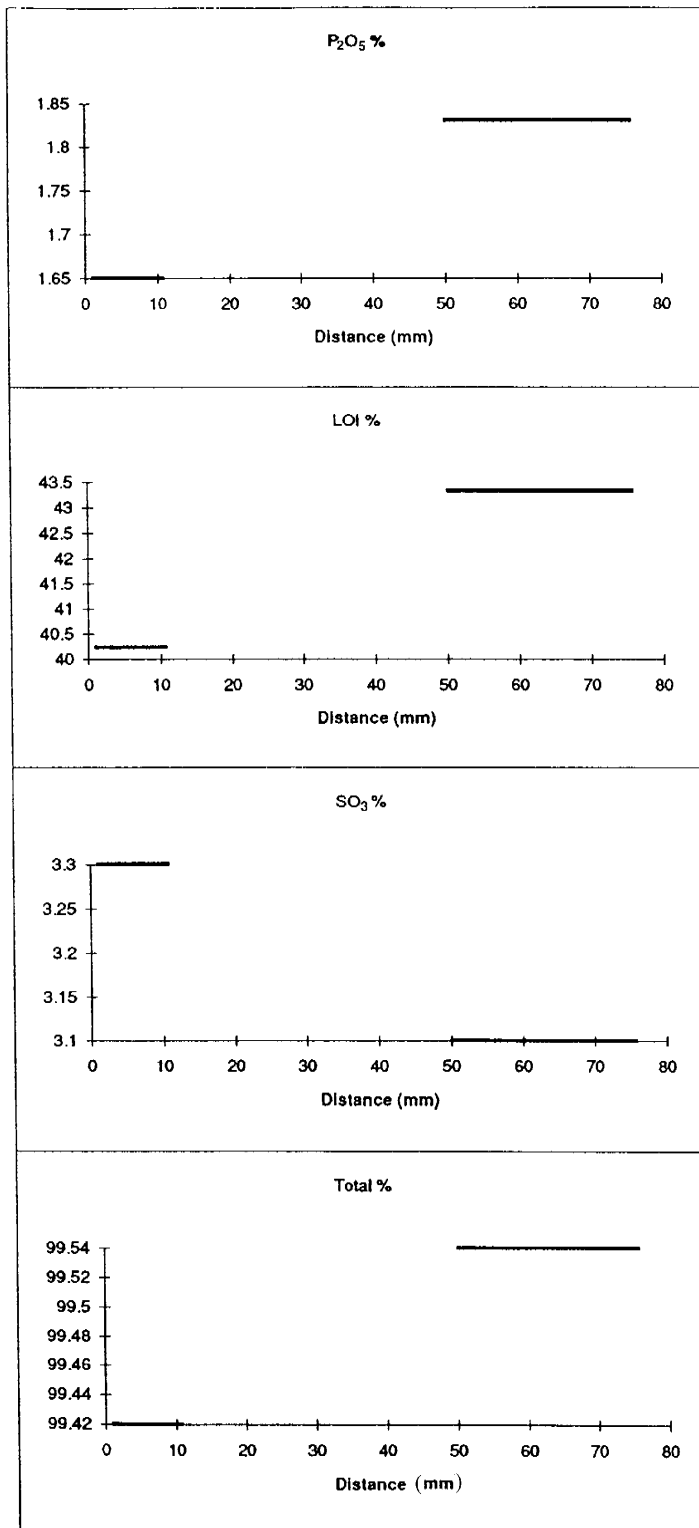 P₂O₅ %
1.85
1.8
1.75
1.7
1.65
0 10 20 30 40 50 60 70 80
Distance (mm)
LOI %
43.5
43
42.5
42
41.5
41
40.5
40
0 10 20 30 40 50 60 70 80
Distance (mm)
SO₃ %
3.3
3.25
3.2
3.15
3.1
0 10 20 30 40 50 60 70 80
Distance (mm)
Total %
99.54
99.52
99.5
99.48
99.46
99.44
99.42
0 10 20 30 40 50 60 70 80
Distance (mm)